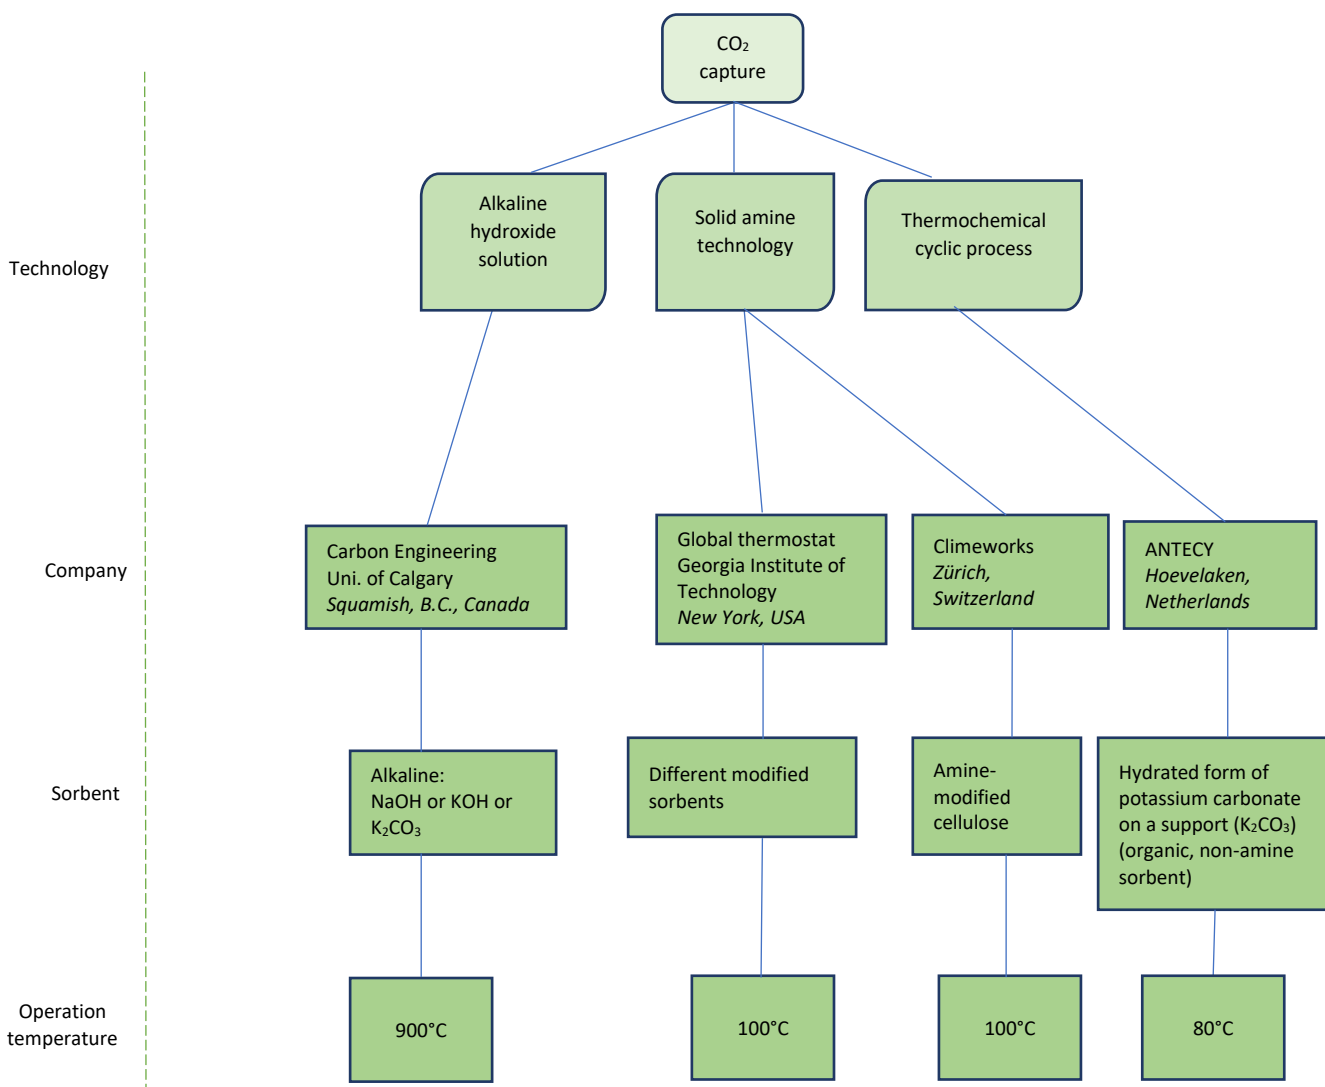 CO₂
capture
Technology
Alkaline
hydroxide
solution
Solid amine
technology
Thermochemical
cyclic process
Company
Carbon Engineering
Uni. of Calgary
Squamish, B.C., Canada
Global thermostat
Georgia Institute of
Technology
New York, USA
Climeworks
Zürich,
Switzerland
ANTECY
Hoevelaken,
Netherlands
Sorbent
Alkaline:
NaOH or KOH or
K₂CO₃
Different modified
sorbents
Amine-
modified
cellulose
Hydrated form of
potassium carbonate
on a support (K₂CO₃)
(organic, non-amine
sorbent)
Operation
temperature
900°C
100°C
100°C
80°C